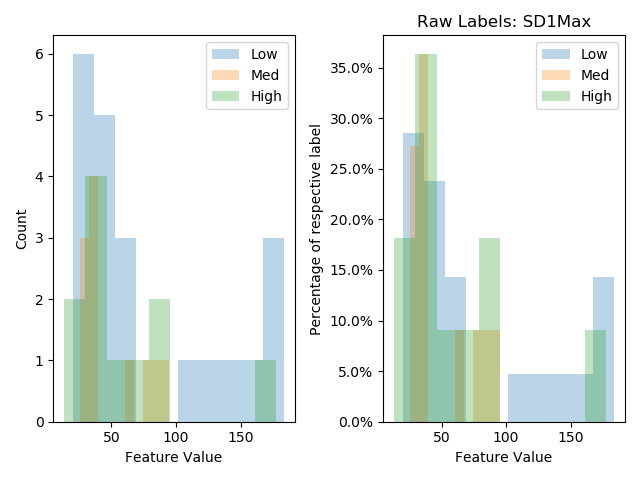 Raw Labels: SD1Max
Low
Med
High
6
5
4
3
2
1
0
Count
50
100
150
Feature Value
Low
Med
High
35.0%
30.0%
25.0%
20.0%
15.0%
10.0%
5.0%
0.0%
Percentage of respective label
50
100
150
Feature Value